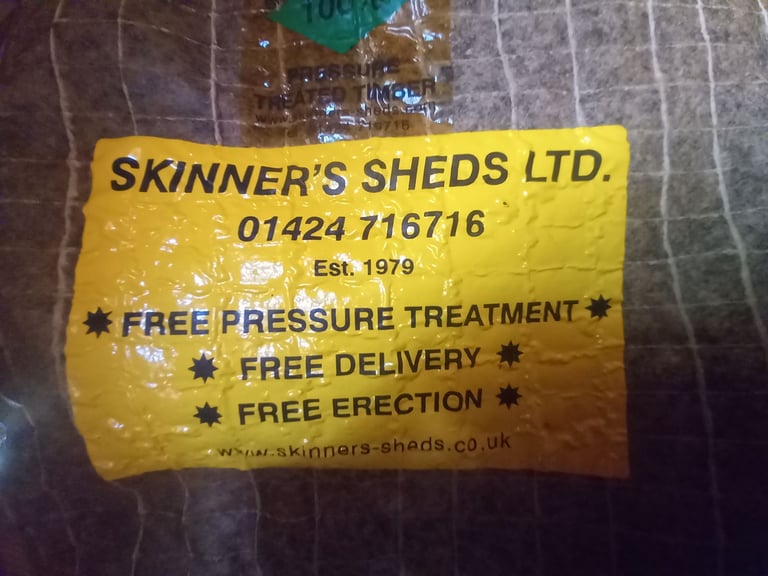 100%
PRESSURE
TREATED TIMBER
SKINNER'S SHEDS LTD.
01424 716716
Est. 1979
FREE PRESSURE TREATMENT
FREE DELIVERY
FREE ERECTION
www.skinners-sheds.co.uk